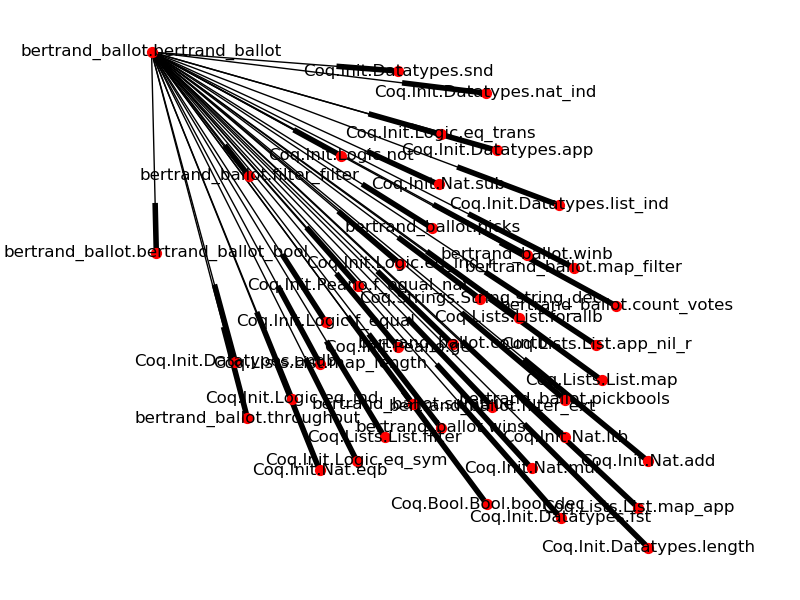 bertrand_ballot.bertrand_ballot
Coq.Init.Datatypes.snd
Coq.Init.Datatypes.nat_ind
Coq.Init.Logic.eq_trans
Coq.Init.Datatypes.app
Coq.Init.Logic.not
bertrand_ballot.filter_filter
Coq.Init.Nat.sub
Coq.Init.Datatypes.list_ind
bertrand_ballot.picks
bertrand_ballot.bertrand_ballot_bool
bertrand_ballot.winb
Coq.Init.Logic.eq_ind_r
bertrand_ballot.map_filter
Coq.Init.Peano.f_equal_nat
Coq.Strings.String.string_dec
bertrand_ballot.count_votes
Coq.Lists.List.forallb
Coq.Init.Logic.f_equal
Coq.Init.Peano.ge
Coq.Lists.List.app_nil_r
Coq.Init.Datatypes.andb
Coq.Lists.List.map_length
Coq.Lists.List.map
Coq.Init.Logic.eq_ind
bertrand_ballot.pickbools
bertrand_ballot.filter_ext
bertrand_ballot.throughout
bertrand_ballot.wins
Coq.Lists.List.filter
Coq.Init.Nat.ltb
Coq.Init.Logic.eq_sym
Coq.Init.Nat.add
Coq.Init.Nat.eqb
Coq.Init.Nat.mul
Coq.Bool.Bool.bool_dec
Coq.Lists.List.map_app
Coq.Init.Datatypes.fst
Coq.Init.Datatypes.length